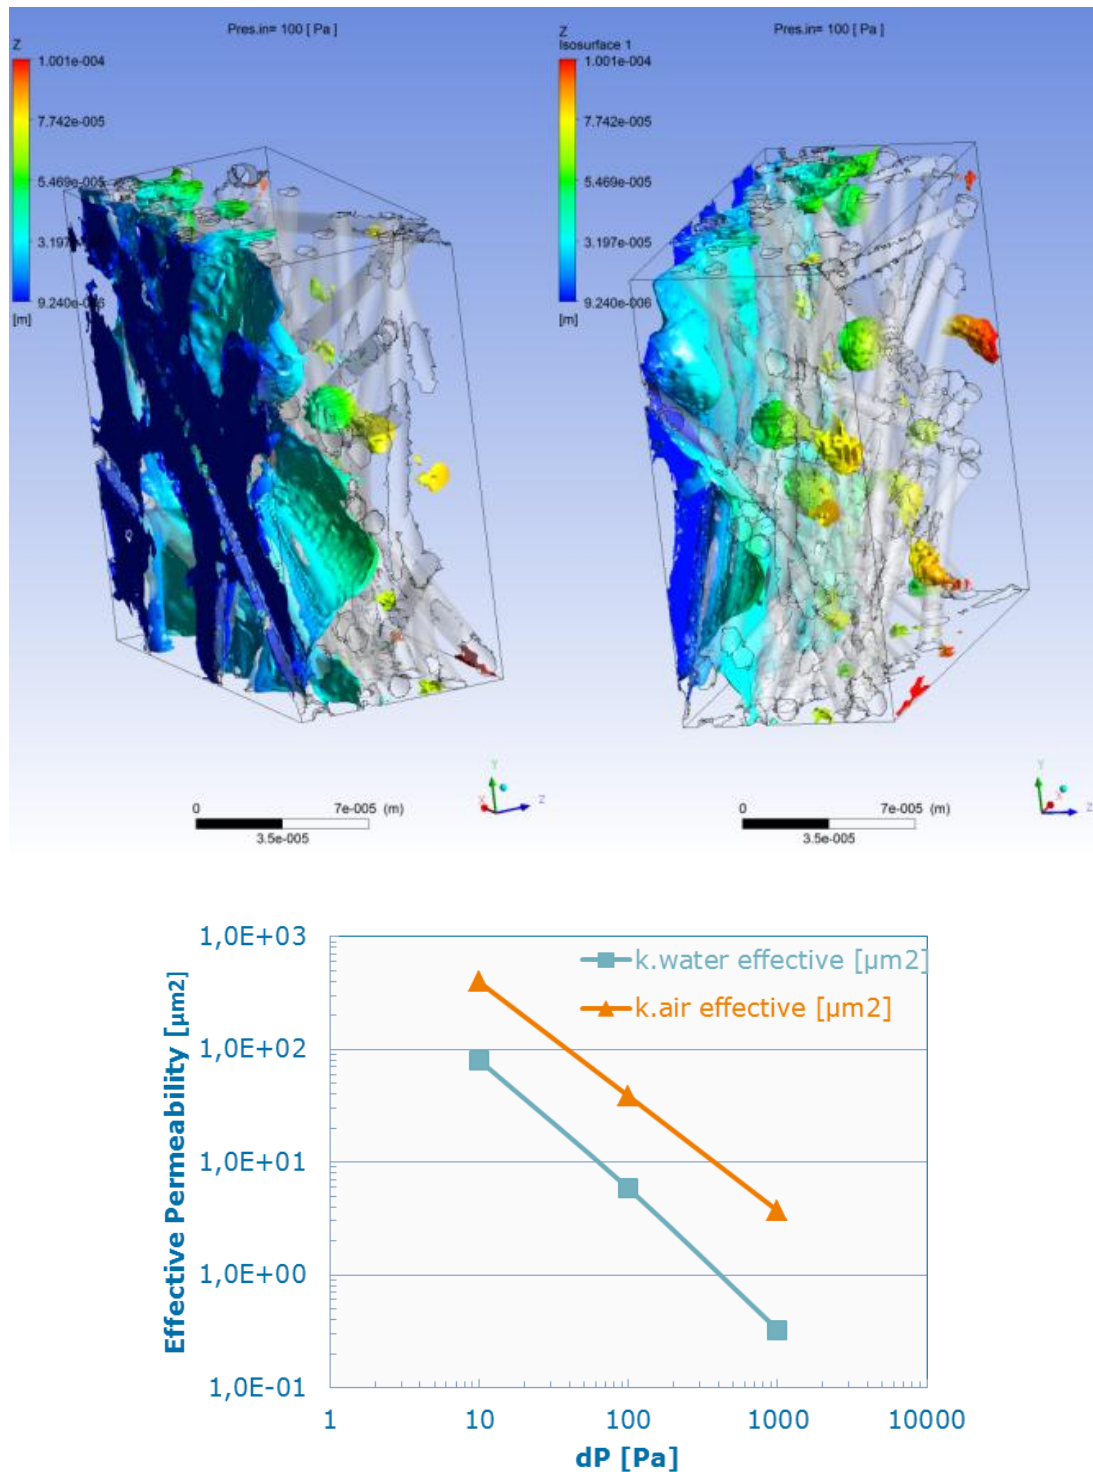 Pres.in= 100 [ Pa ]
Z
1.001e-004
7.742e-005
5.469e-005
3.197e-005
9.240e-006
[m]
X
Y
Z
0
7e-005 (m)
3.5e-005
Pres.in= 100 [ Pa ]
Z
Isosurface 1
1.001e-004
7.742e-005
5.469e-005
3.197e-005
9.240e-006
[m]
Y
X
Z
0
7e-005 (m)
3.5e-005
Effective Permeability [µm2]
1,0E+03
1,0E+02
1,0E+01
1,0E+00
1,0E-01
k.water effective [µm2]
k.air effective [µm2]
1
10
100
1000
10000
dP [Pa]